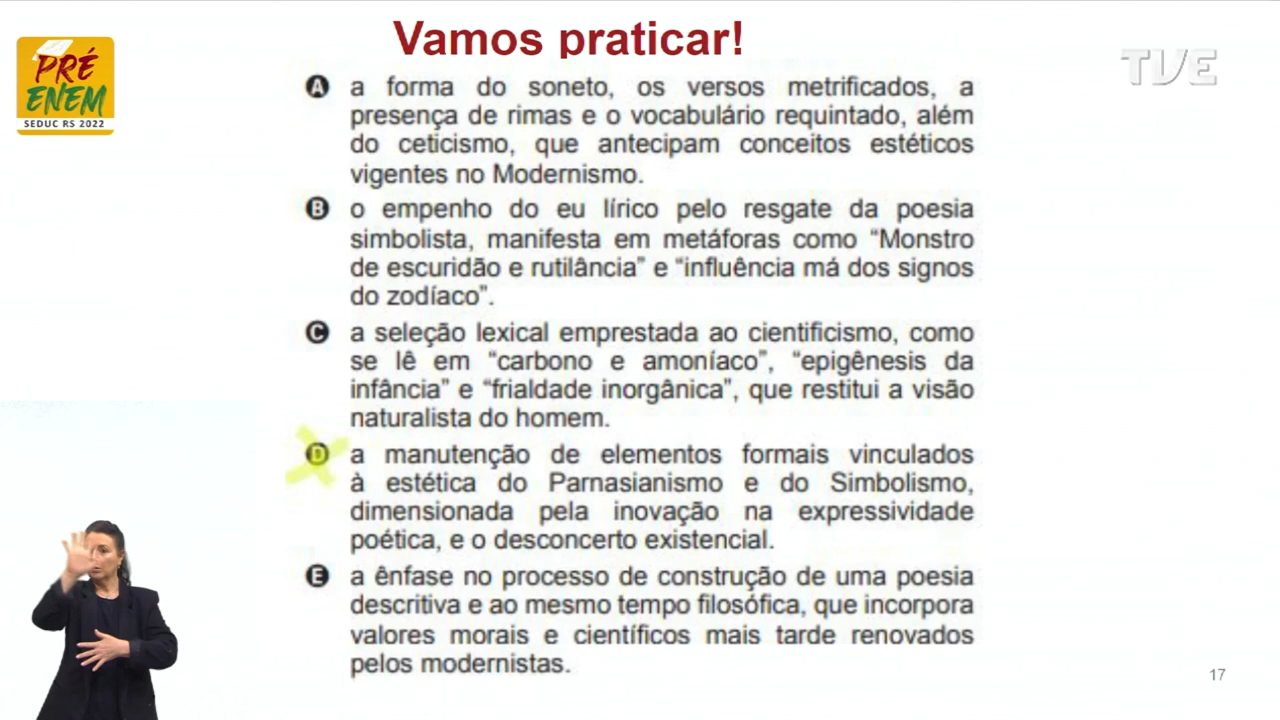 Vamos praticar!
PRÉ
ENEM
SEDUC RS 2022
TVE
A a forma do soneto, os versos metrificados, a
presença de rimas e o vocabulário requintado, além
do ceticismo, que antecipam conceitos estéticos
vigentes no Modernismo.
B o empenho do eu lírico pelo resgate da poesia
simbolista, manifesta em metáforas como “Monstro
de escuridão e rutilância” e “influência má dos signos
do zodíaco”.
C a seleção lexical emprestada ao cientificismo, como
se lê em “carbono e amoníaco”, “epigênesis da
infância” e “frialdade inorgânica”, que restitui a visão
naturalista do homem.
D a manutenção de elementos formais vinculados
à estética do Parnasianismo e do Simbolismo,
dimensionada pela inovação na expressividade
poética, e o desconcerto existencial.
E a ênfase no processo de construção de uma poesia
descritiva e ao mesmo tempo filosófica, que incorpora
valores morais e científicos mais tarde renovados
pelos modernistas.
17